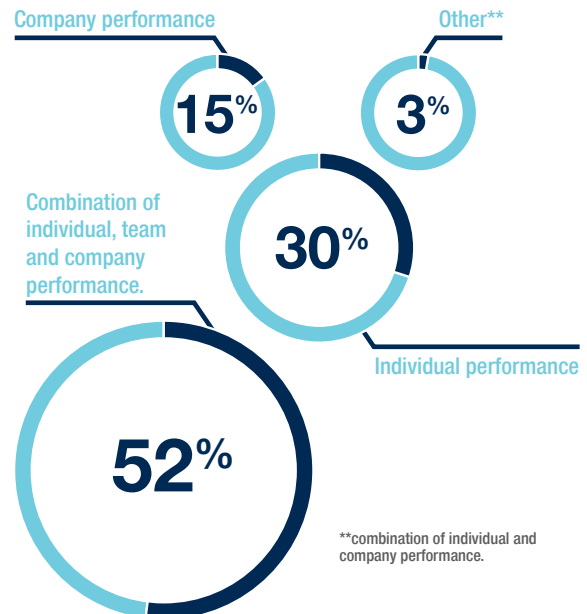 Company performance
Other**
15%
3%
Combination of
individual, team
and company
performance.
30%
Individual performance
52%
**combination of individual and
company performance.